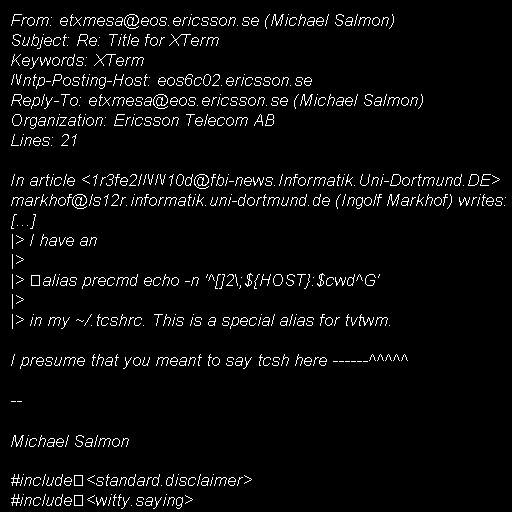 From: etxmesa@eos.ericsson.se (Michael Salmon)
Subject: Re: Title for XTerm
Keywords: XTerm
Nntp-Posting-Host: eos6c02.ericsson.se
Reply-To: etxmesa@eos.ericsson.se (Michael Salmon)
Organization: Ericsson Telecom AB
Lines: 21

In article <1r3fe2INN10d@fbi-news.Informatik.Uni-Dortmund.DE>
markhof@ls12r.informatik.uni-dortmund.de (Ingolf Markhof) writes:
[...]
|> I have an
|>
|> alias precmd echo -n '^[]2\;${HOST}:$cwd^G'
|>
|> in my ~/.tcshrc. This is a special alias for tvtwm.

I presume that you meant to say tcsh here ------^^^^^

--

Michael Salmon

#include <standard.disclaimer>
#include <witty.saying>